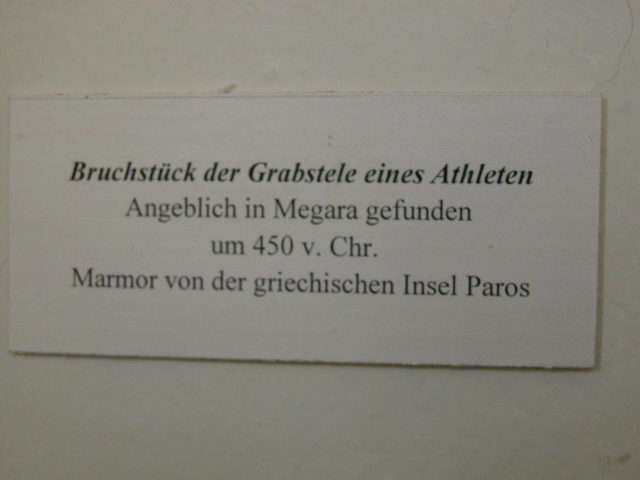 Bruchstück der Grabstele eines Athleten
Angeblich in Megara gefunden
um 450 v. Chr.
Marmor von der griechischen Insel Paros